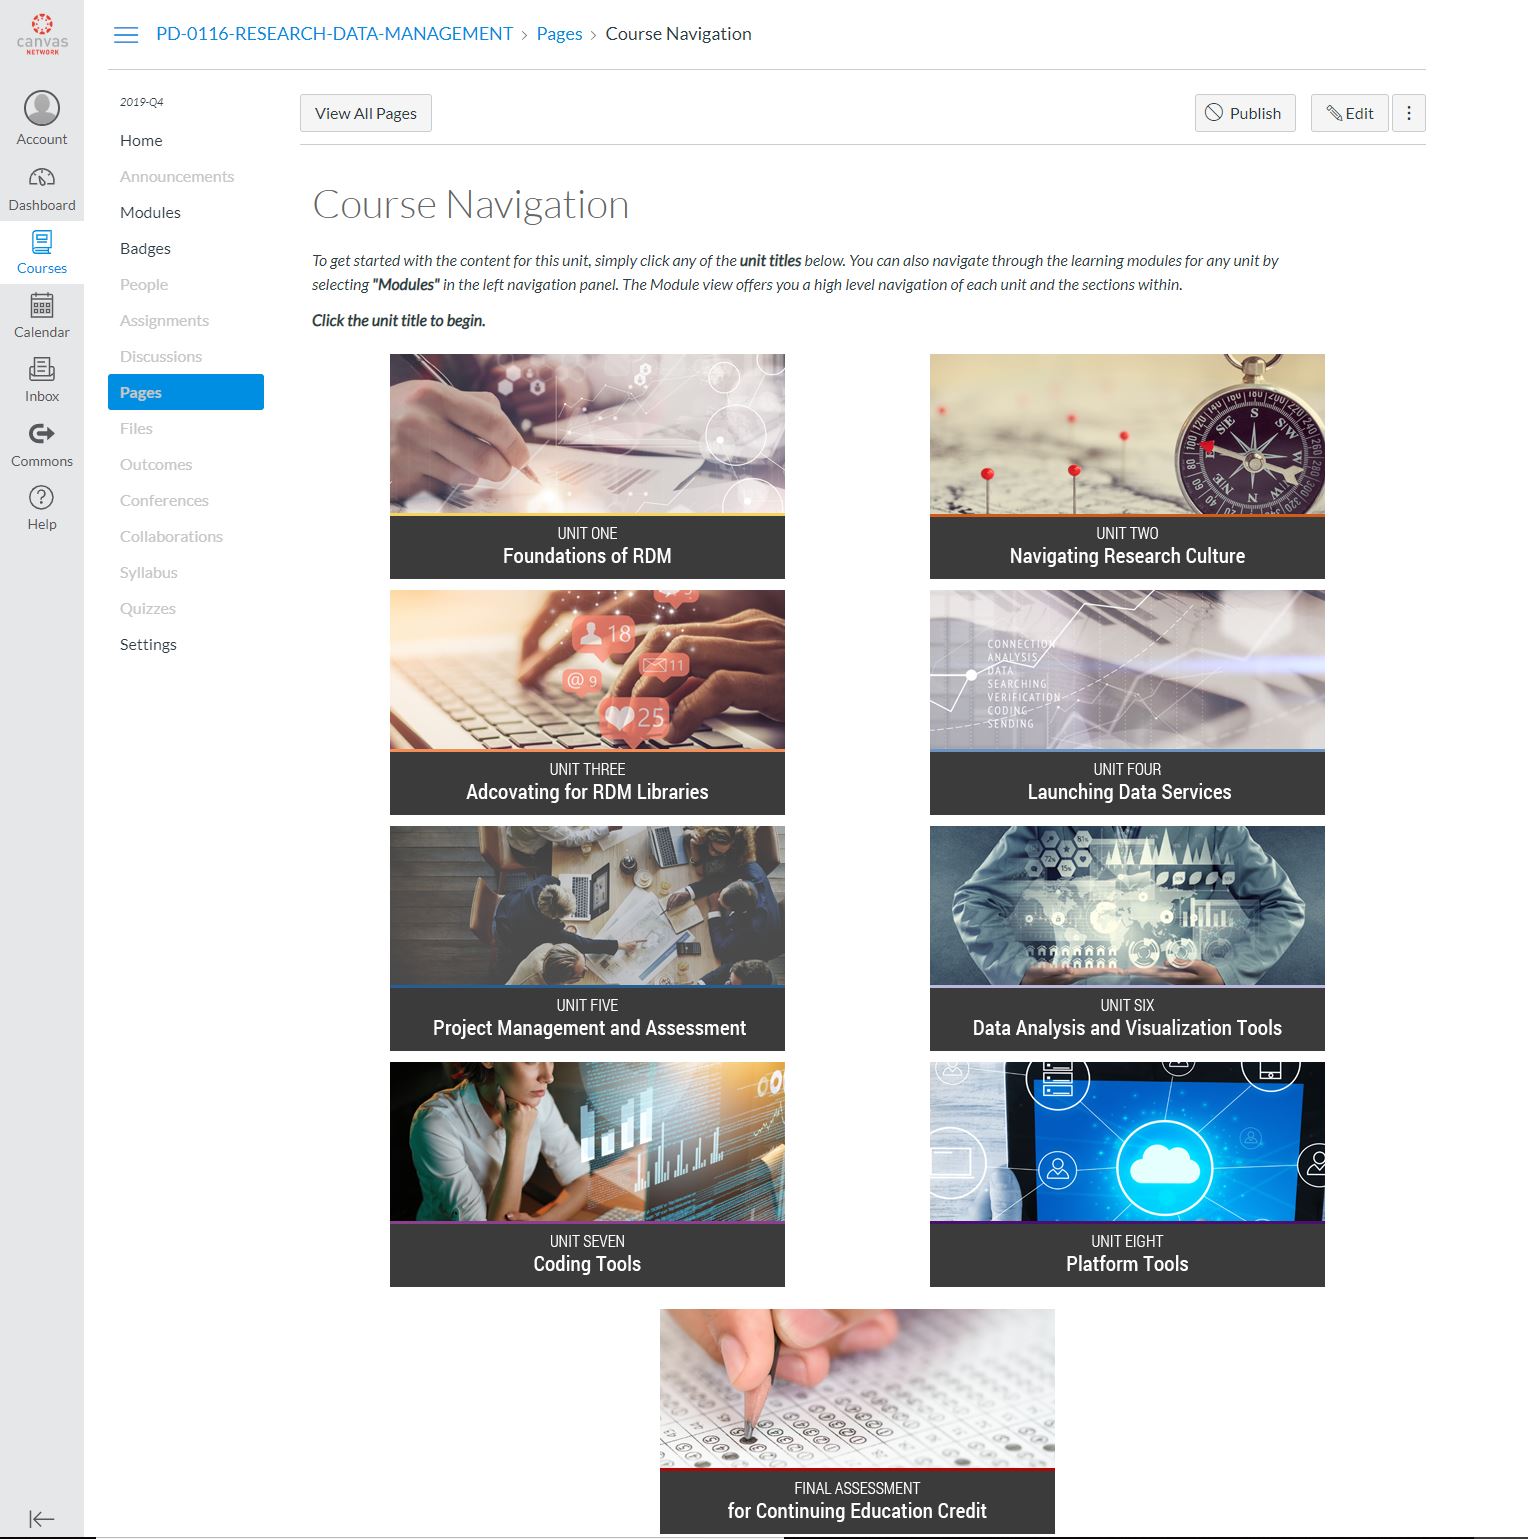 canvas
NETWORK
Account
Dashboard
Courses
Calendar
Inbox
Commons
Help
PD-0116-RESEARCH-DATA-MANAGEMENT > Pages > Course Navigation
2019-Q4
Home
Announcements
Modules
Badges
People
Assignments
Discussions
Pages
Files
Outcomes
Conferences
Collaborations
Syllabus
Quizzes
Settings
View All Pages
Publish
Edit
Course Navigation
To get started with the content for this unit, simply click any of the unit titles below. You can also navigate through the learning modules for any unit by
selecting "Modules" in the left navigation panel. The Module view offers you a high level navigation of each unit and the sections within.
Click the unit title to begin.
UNIT ONE
Foundations of RDM
S/E S S/W
E W
N/E N N/W
UNIT TWO
Navigating Research Culture
18
11
@ 9
25
UNIT THREE
Adcovating for RDM Libraries
CONNECTION
ANALYSIS
DATA
SEARCHING
VERIFICATION
CODING
SENDING
UNIT FOUR
Launching Data Services
UNIT FIVE
Project Management and Assessment
81%
72%
15%
UNIT SIX
Data Analysis and Visualization Tools
UNIT SEVEN
Coding Tools
UNIT EIGHT
Platform Tools
FINAL ASSESSMENT
for Continuing Education Credit